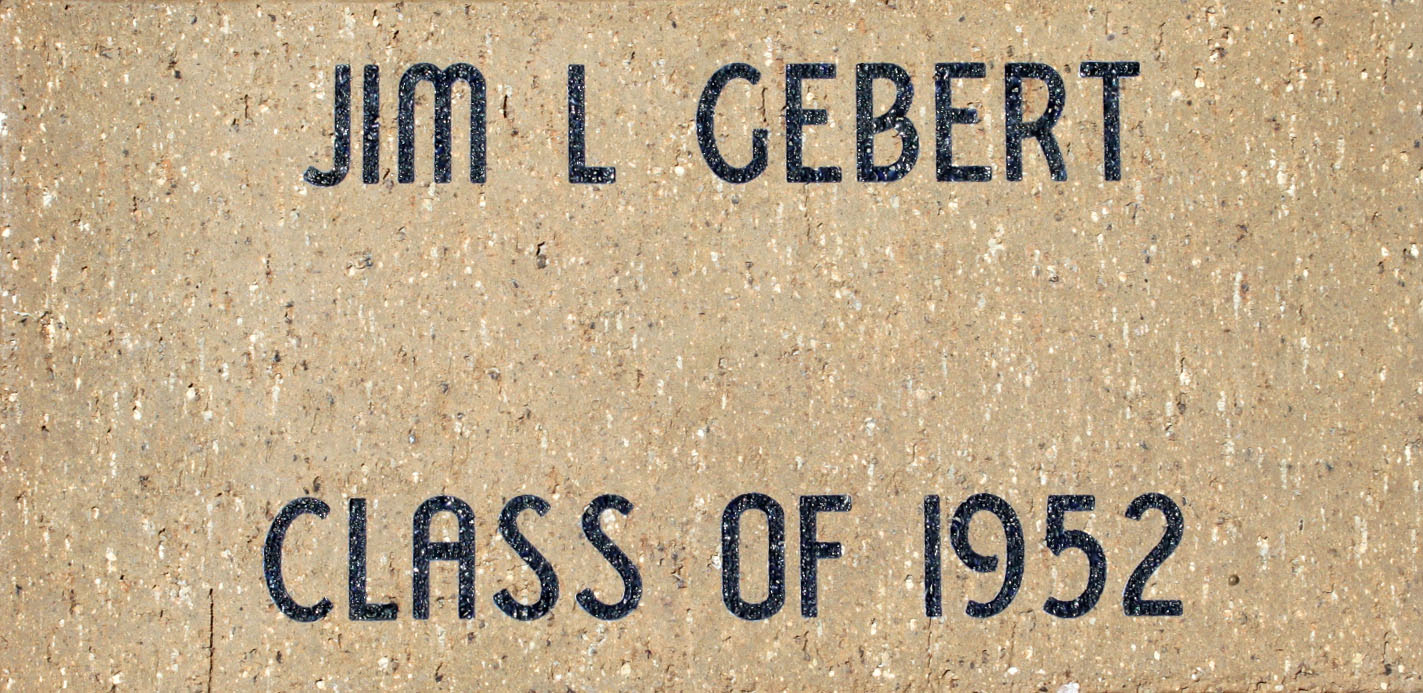 JIM L GEBERT
CLASS OF 1952